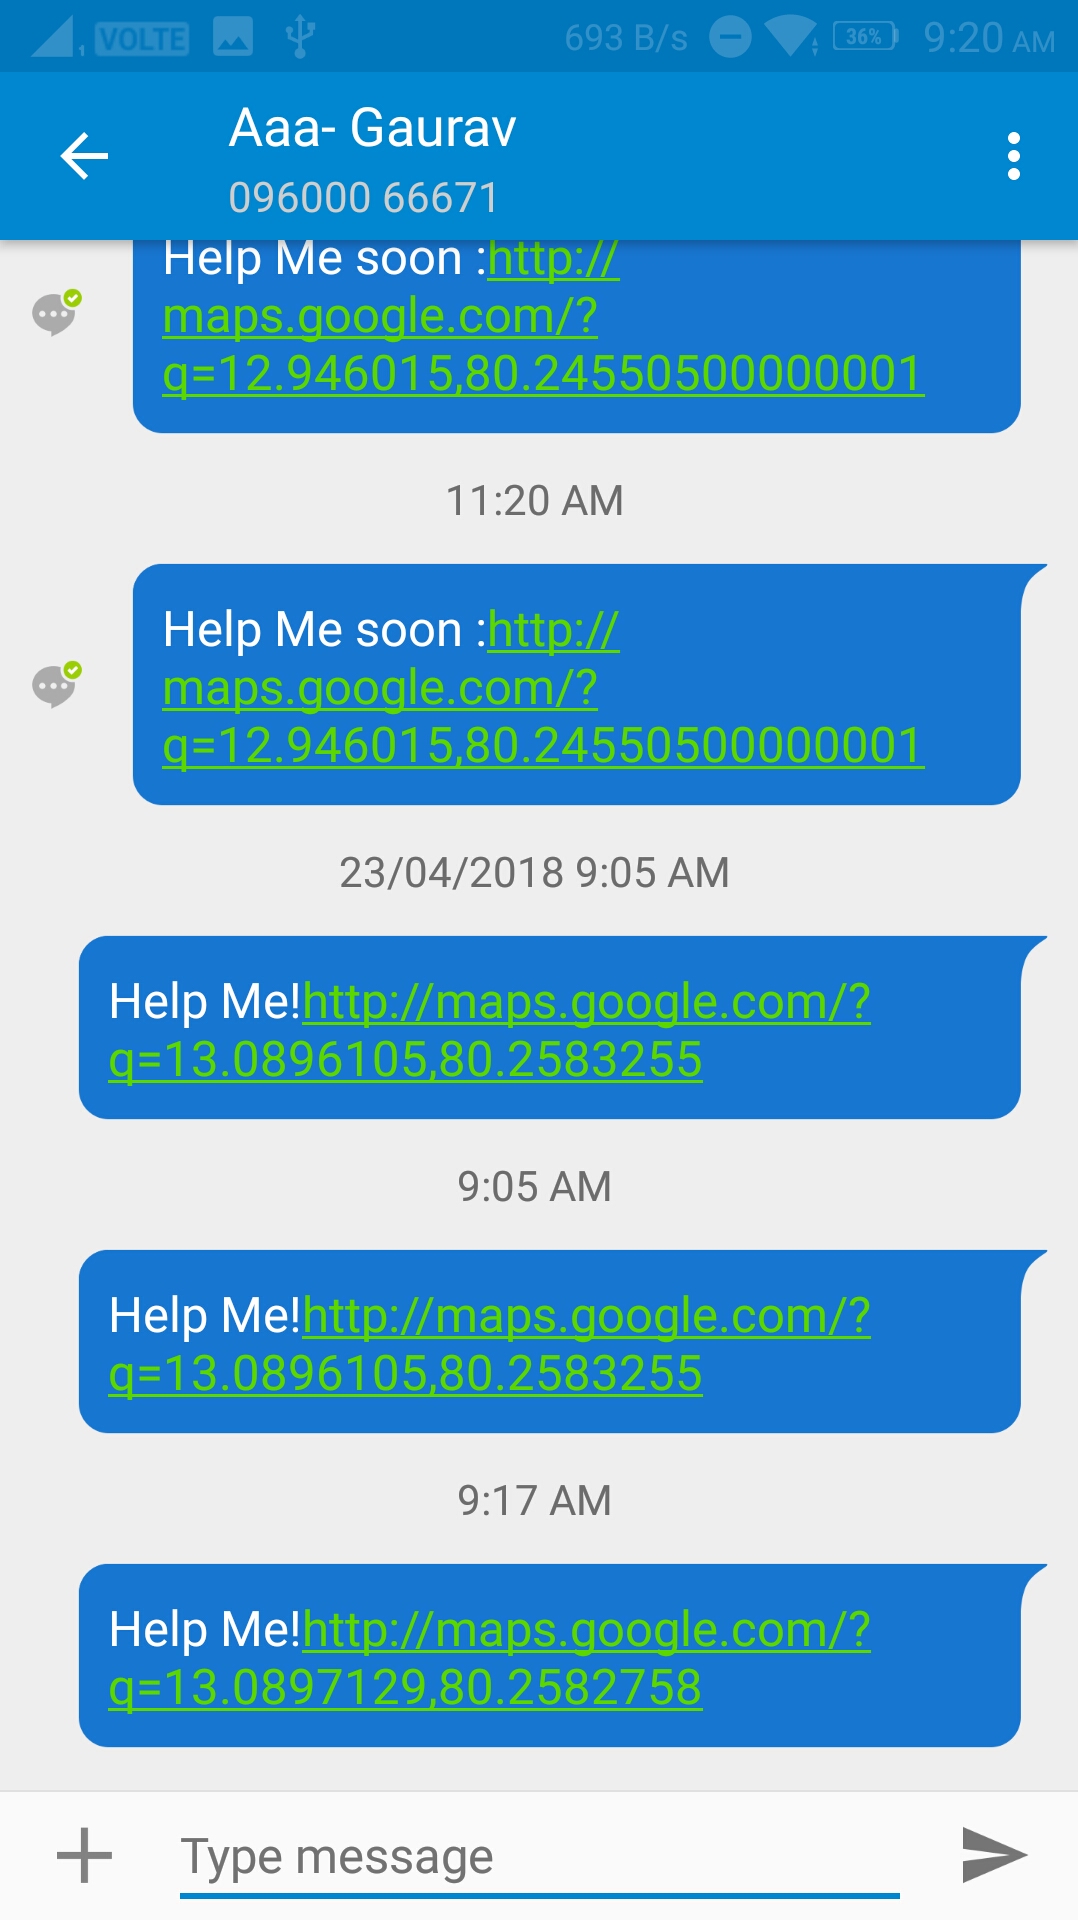 1 VOLTE 693 B/s 36% 9:20 AM
Aaa- Gaurav
096000 66671
Help Me soon :http://
maps.google.com/?
q=12.946015,80.24550500000001
11:20 AM
Help Me soon :http://
maps.google.com/?
q=12.946015,80.24550500000001
23/04/2018 9:05 AM
Help Me!http://maps.google.com/?
q=13.0896105,80.2583255
9:05 AM
Help Me!http://maps.google.com/?
q=13.0896105,80.2583255
9:17 AM
Help Me!http://maps.google.com/?
q=13.0897129,80.2582758
Type message